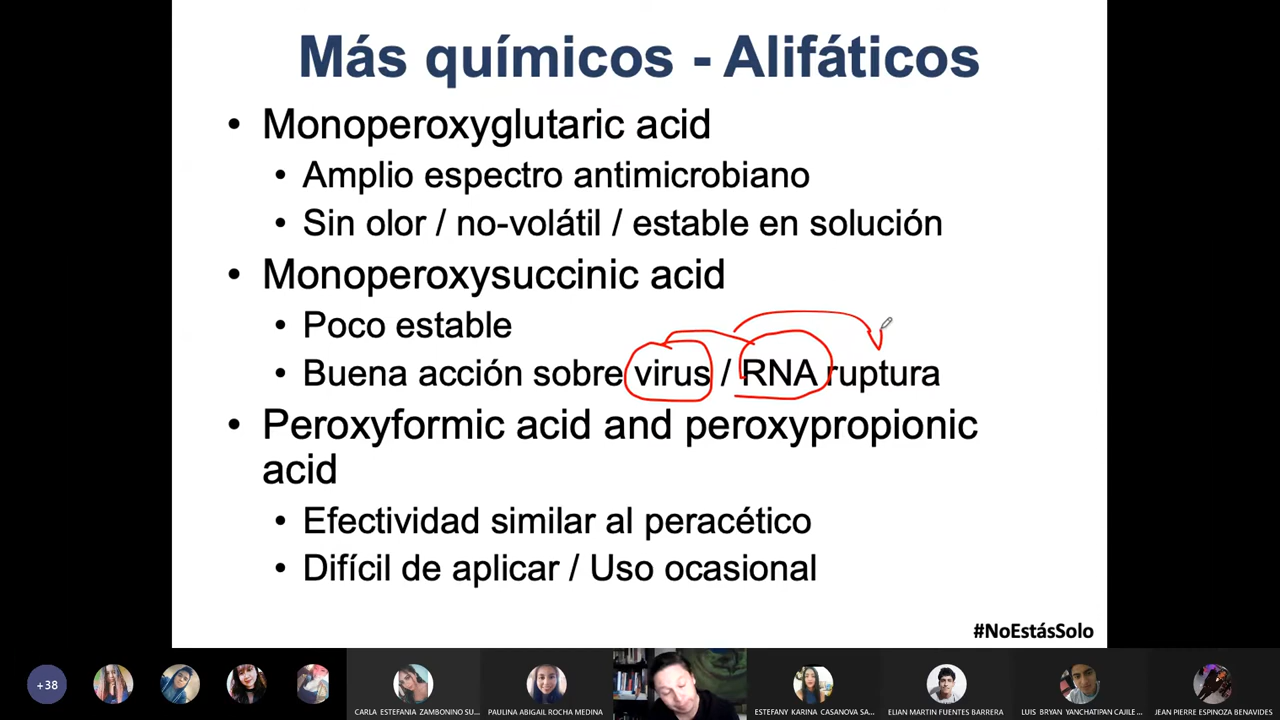 Más químicos - Alifáticos
• Monoperoxyglutaric acid
• Amplio espectro antimicrobiano
• Sin olor / no-volátil / estable en solución
• Monoperoxysuccinic acid
• Poco estable
• Buena acción sobre virus / RNA ruptura
• Peroxyformic acid and peroxypropionic
acid
• Efectividad similar al peracético
• Difícil de aplicar / Uso ocasional
#NoEstásSolo
+38
CARLA ESTEFANIA ZAMBONINO SU...
PAULINA ABIGAIL ROCHA MEDINA
ESTEFANY KARINA CASANOVA SA...
ELIAN MARTIN FUENTES BARRERA
LUIS BRYAN YANCHATIPAN CAJILE...
JEAN PIERRE ESPINOZA BENAVIDES